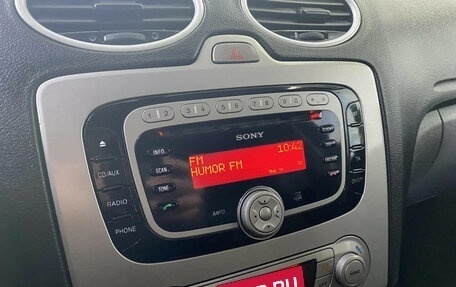 1 2 3 4 5 6 7 8 9 0 * #
SONY
INFO
SCAN
TONE
CD/AUX
RADIO
PHONE
FM 10:42
HUMOR FM
MP3